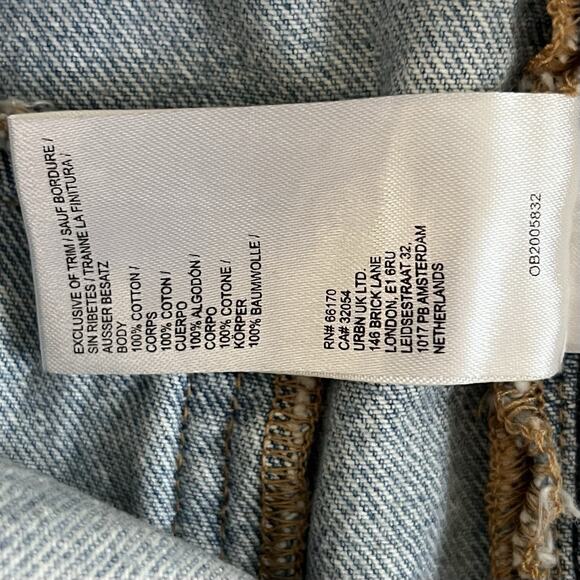 EXCLUSIVE OF TRIM / SAUF BORDURE /
SIN RIBETES / TRANNE LA FINITURA /
AUSSER BESATZ
BODY
100% COTTON /
CORPS
100% COTON /
CUERPO
100% ALGODÓN /
CORPO
100% COTONE /
KÖRPER
100% BAUMWOLLE /
RN# 66170
CA# 32054
URBN UK LTD.
146 BRICK LANE
LONDON, E1 6RU
LEIDSESTRAAT 32,
1017 PB AMSTERDAM
NETHERLANDS
OB2005832